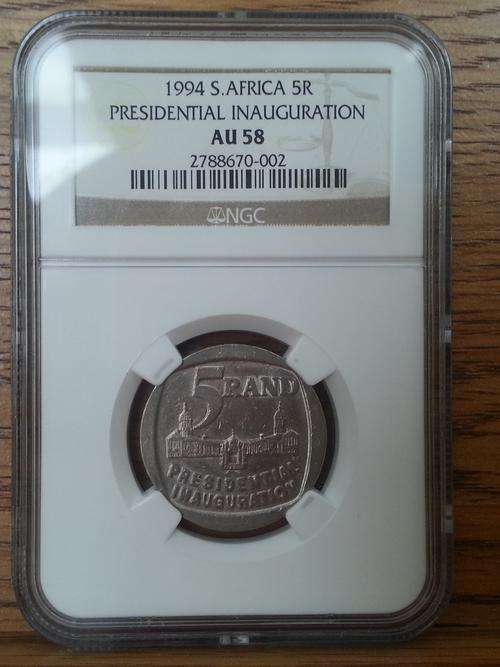 1994 S.AFRICA 5R
PRESIDENTIAL INAUGURATION
AU 58
2788670-002
NGC
5 RAND
PRESIDENTIAL
INAUGURATION